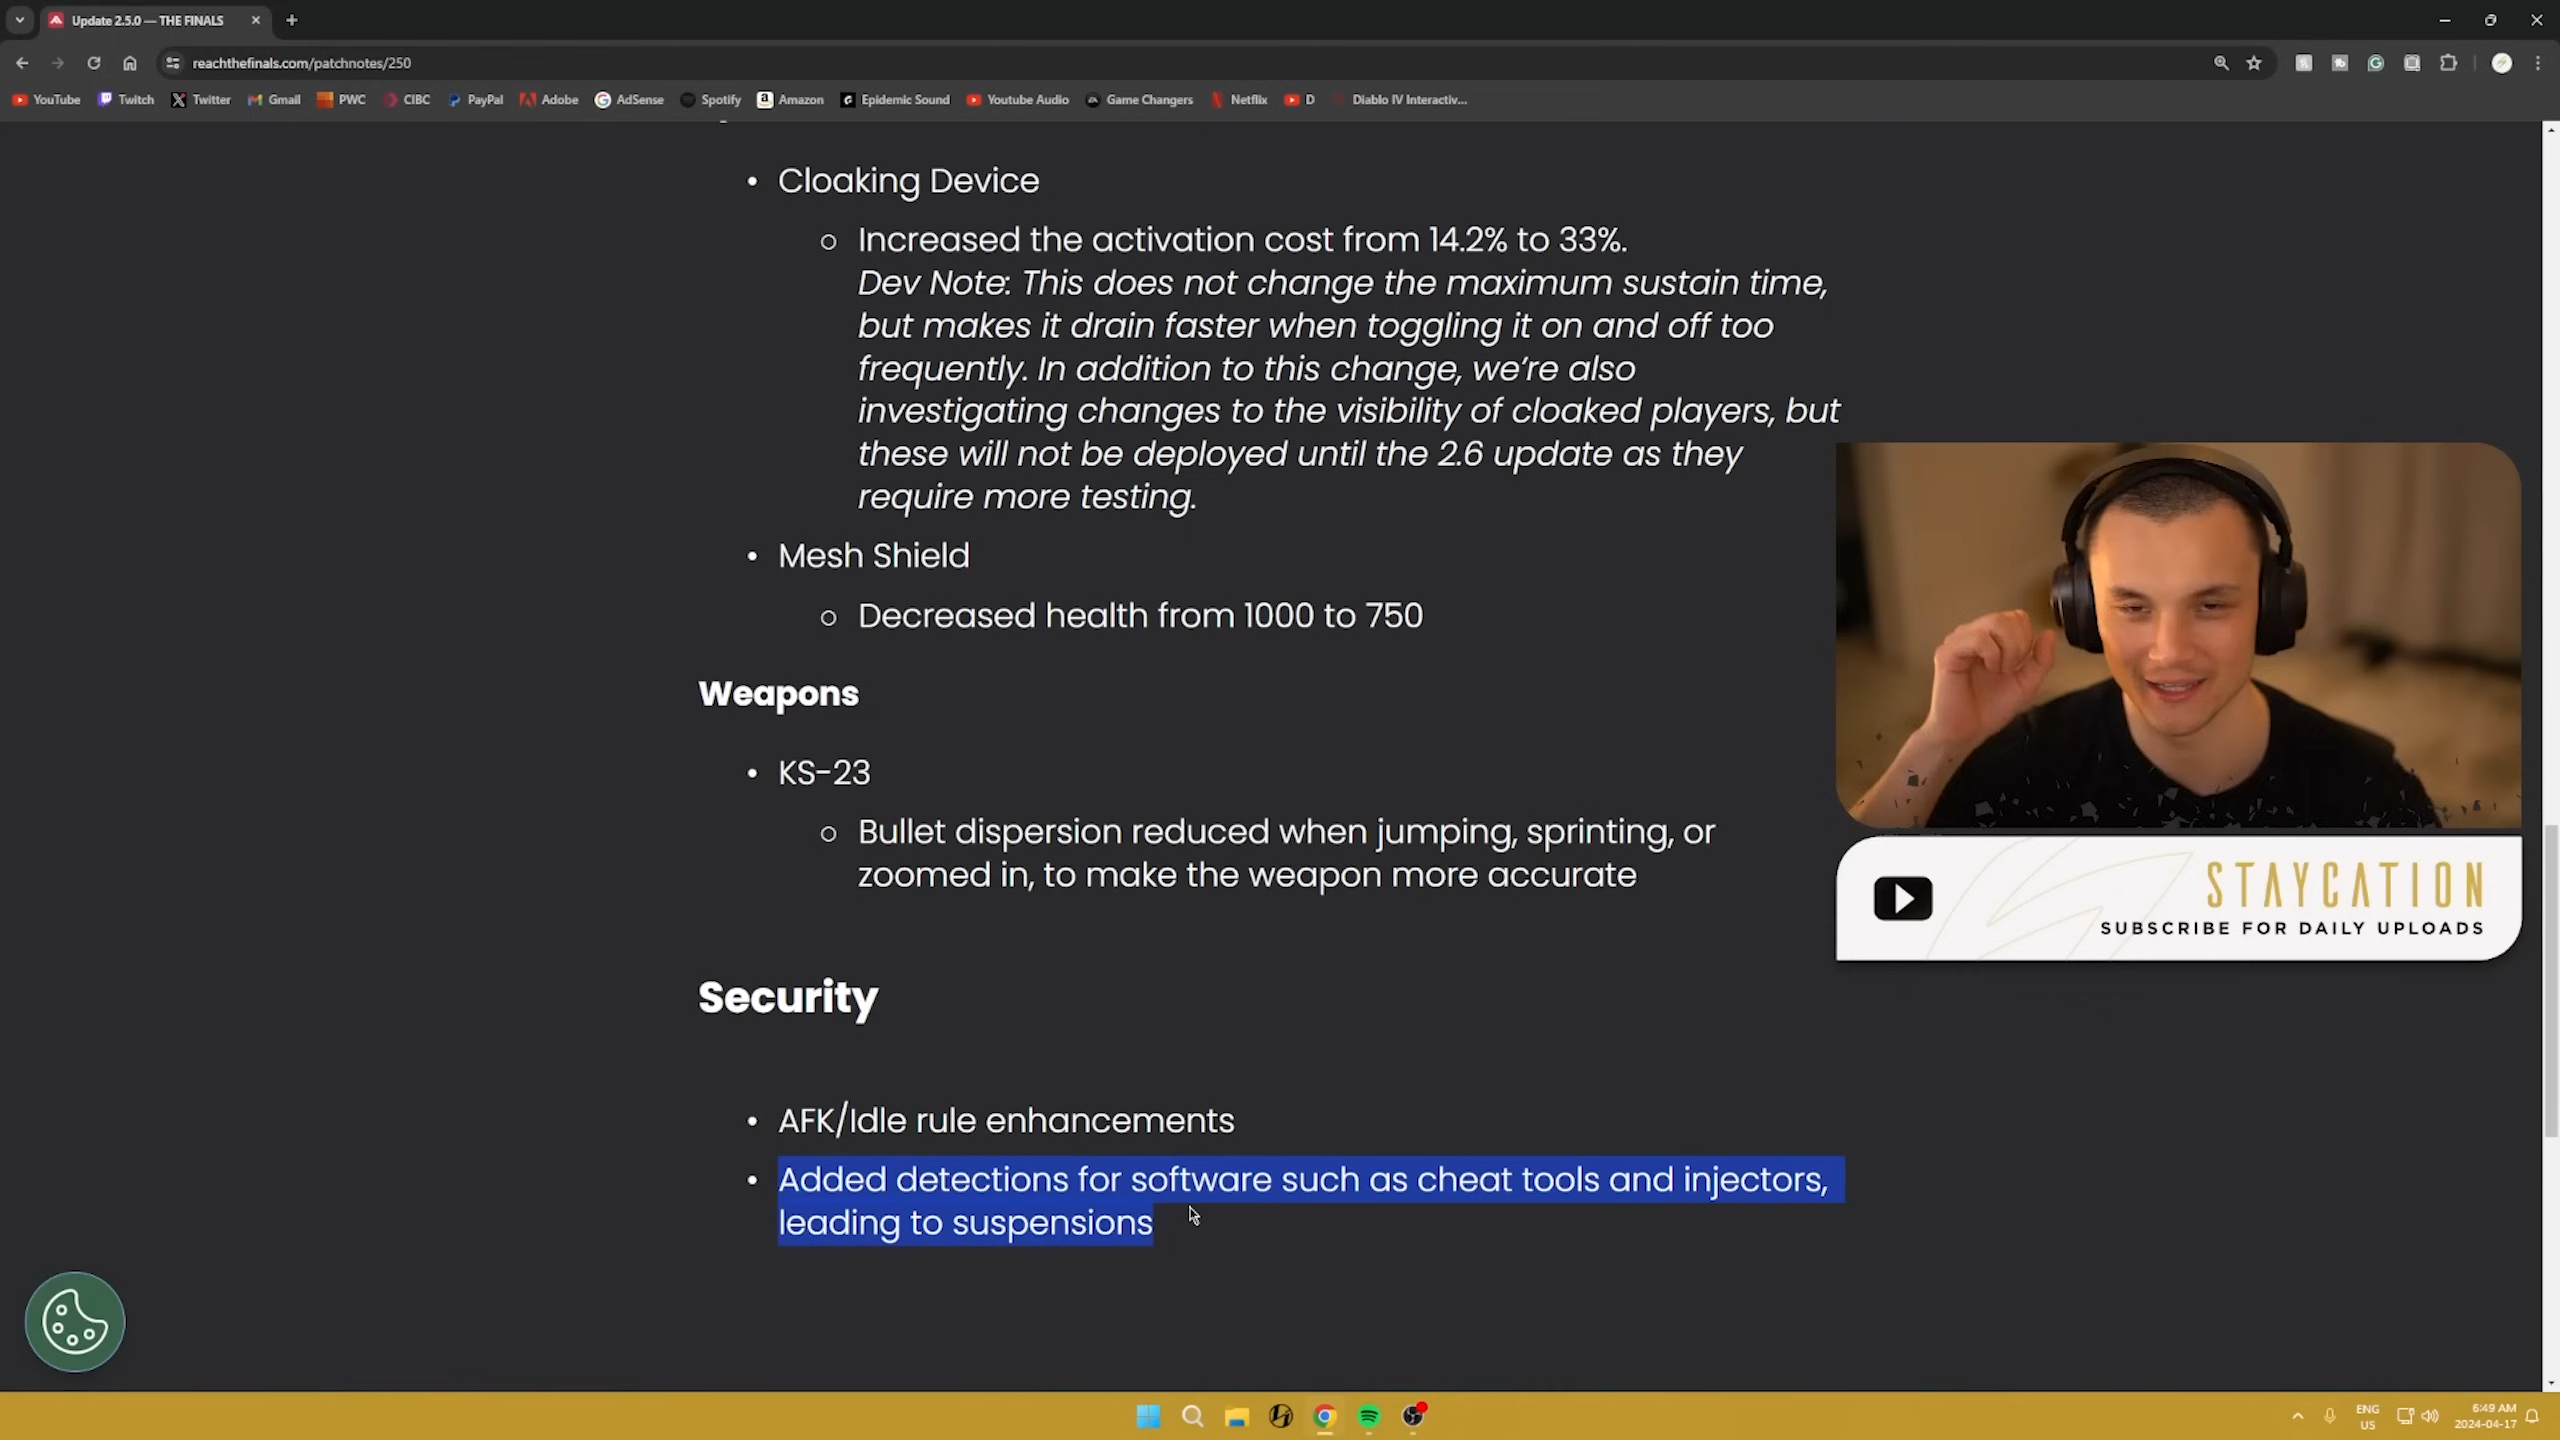 Update 2.5.0 — THE FINALS
reachthefinals.com/patchnotes/250
YouTube Twitch Twitter Gmail PWC CIBC PayPal Adobe AdSense Spotify Amazon Epidemic Sound Youtube Audio Game Changers Netflix D Diablo IV Interactiv...
• Cloaking Device
Increased the activation cost from 14.2% to 33%.
Dev Note: This does not change the maximum sustain time,
but makes it drain faster when toggling it on and off too
frequently. In addition to this change, we’re also
investigating changes to the visibility of cloaked players, but
these will not be deployed until the 2.6 update as they
require more testing.
• Mesh Shield
Decreased health from 1000 to 750
Weapons
• KS-23
Bullet dispersion reduced when jumping, sprinting, or
zoomed in, to make the weapon more accurate
STAYCATION
SUBSCRIBE FOR DAILY UPLOADS
Security
• AFK/Idle rule enhancements
• Added detections for software such as cheat tools and injectors,
leading to suspensions
ENG
US
6:49 AM
2024-04-17